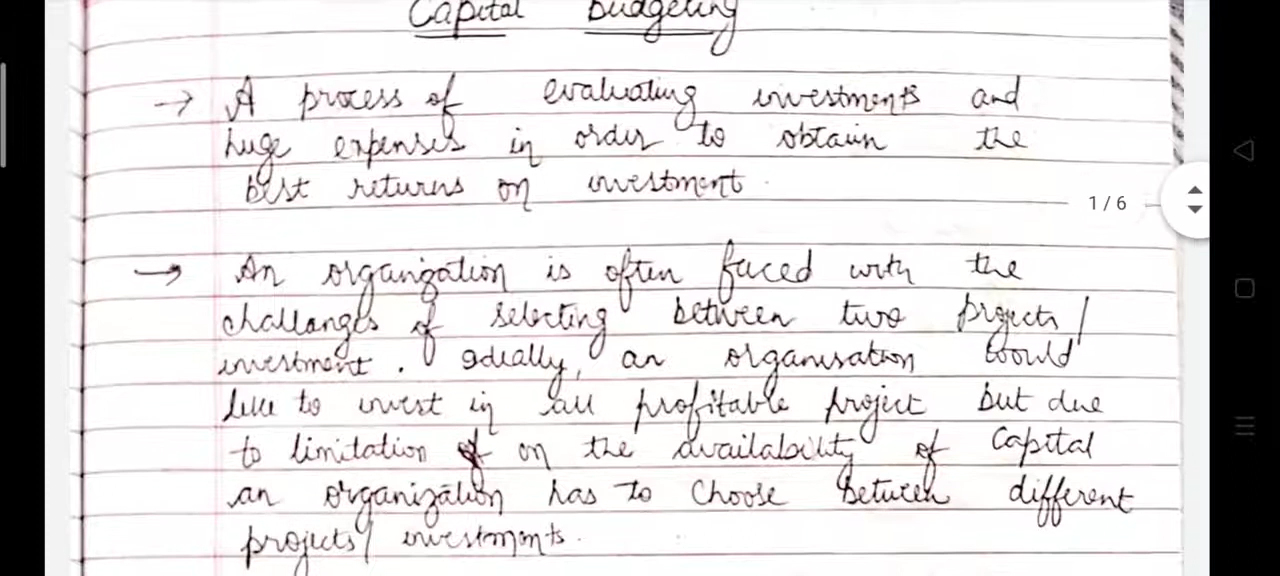 Capital Budgeting
→ A process of evaluating investments and
huge expenses in order to obtain the
best returns on investment.
1/6
→ An organization is often faced with the
challanges of selecting between two projects/
investment. Ideally, an organisation would
like to invest in all profitable project but due
to limitation of on the availability of Capital
an organization has to choose between different
projects/ investments.